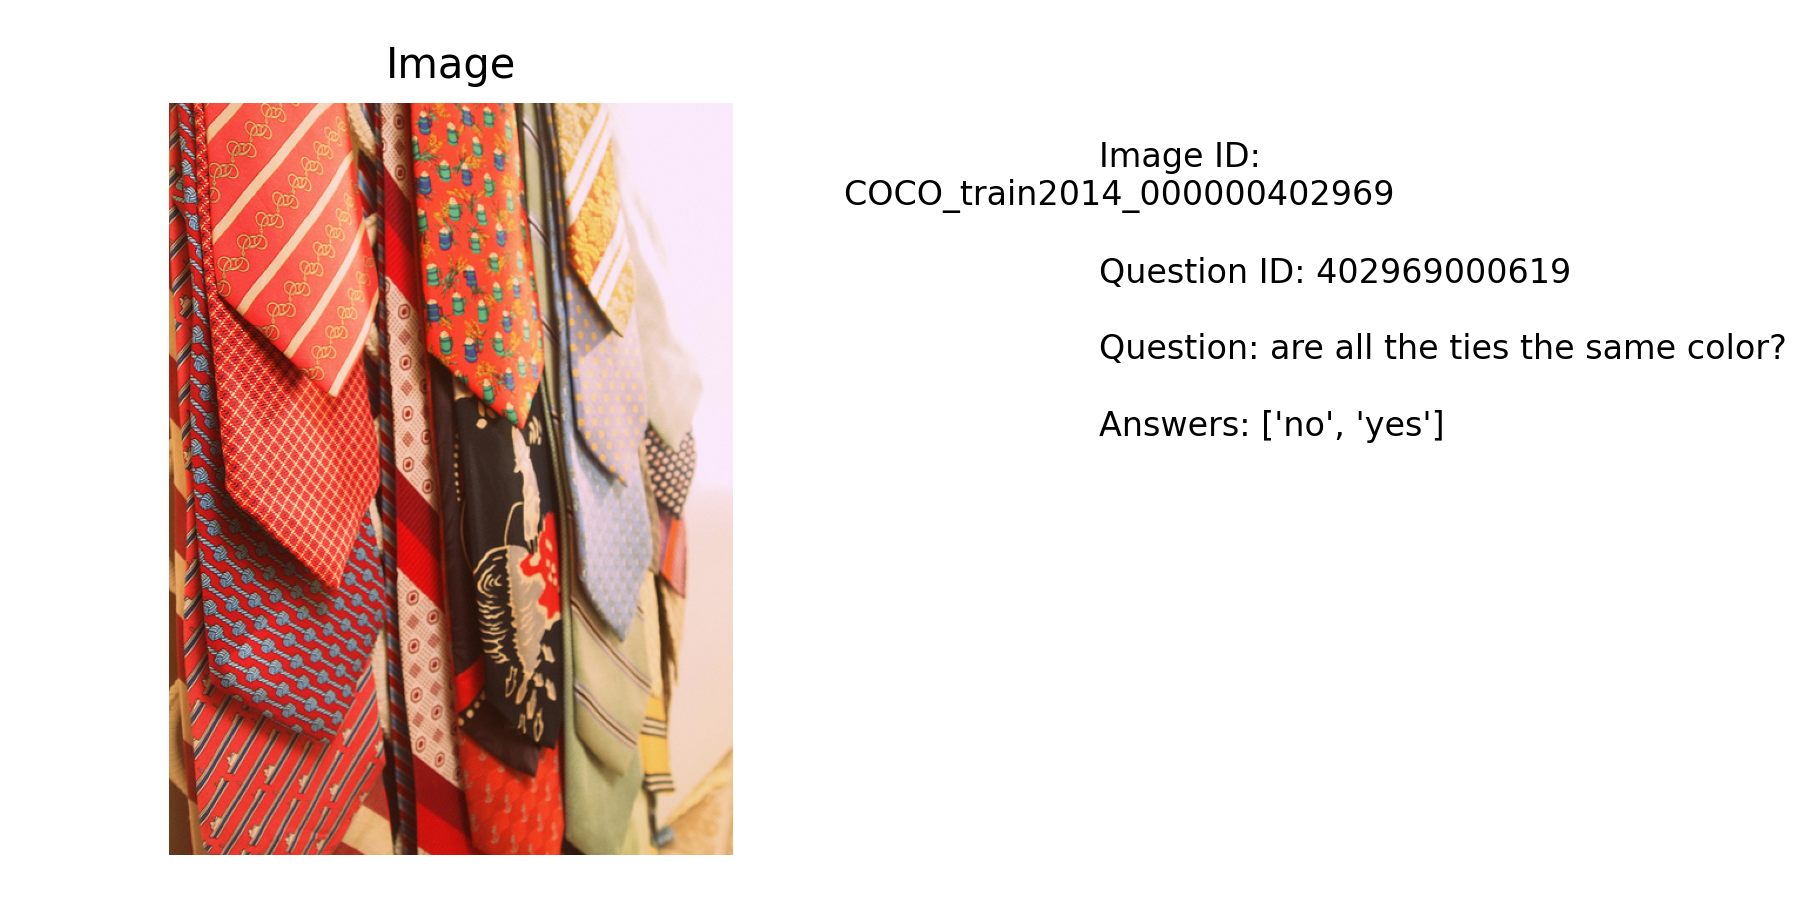 Image
Image ID:
COCO_train2014_000000402969
Question ID: 402969000619
Question: are all the ties the same color?
Answers: ['no', 'yes']